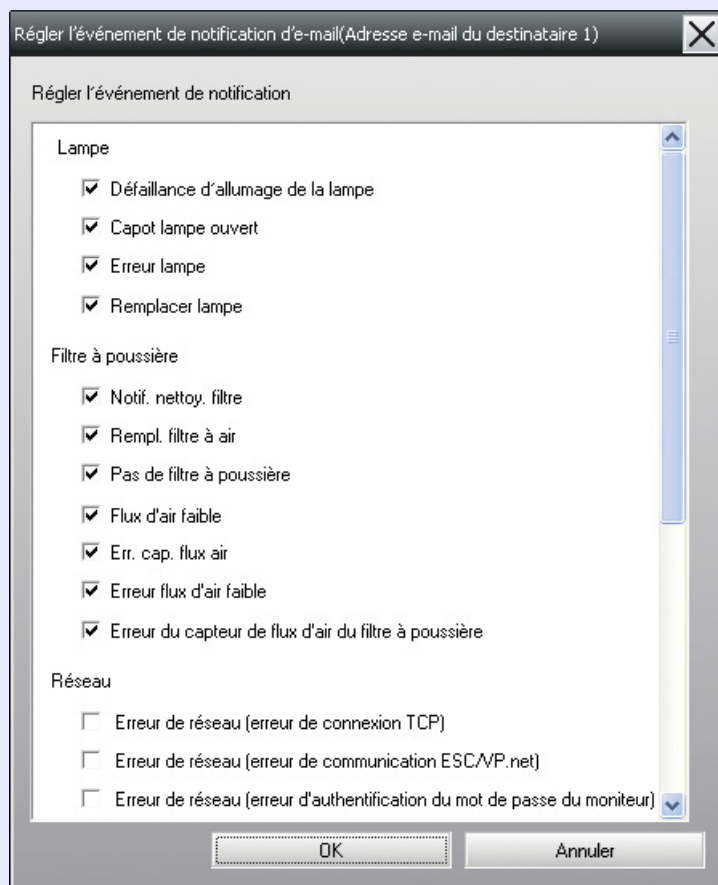 Régler l'événement de notification d'e-mail(Adresse e-mail du destinataire 1)
Régler l'événement de notification
Lampe
Défaillance d'allumage de la lampe
Capot lampe ouvert
Erreur lampe
Remplacer lampe
Filtre à poussière
Notif. nettoy. filtre
Rempl. filtre à air
Pas de filtre à poussière
Flux d'air faible
Err. cap. flux air
Erreur flux d'air faible
Erreur du capteur de flux d'air du filtre à poussière
Réseau
Erreur de réseau (erreur de connexion TCP)
Erreur de réseau (erreur de communication ESC/VP.net)
Erreur de réseau (erreur d'authentification du mot de passe du moniteur)
OK Annuler